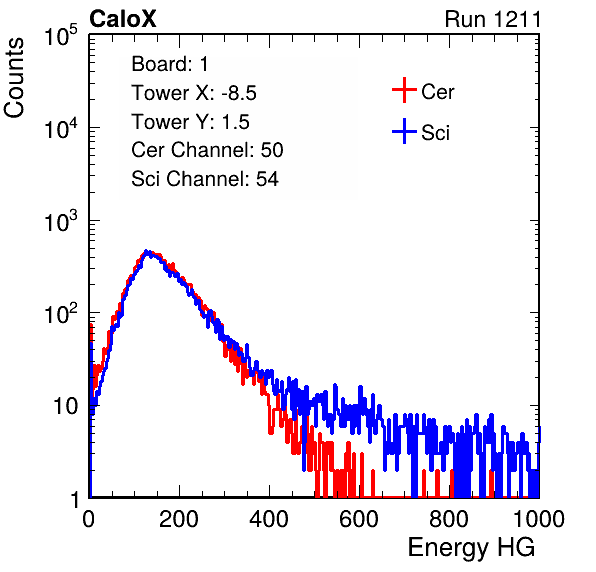 CaloX Run 1211
Counts
Board: 1
Tower X: -8.5
Tower Y: 1.5
Cer Channel: 50
Sci Channel: 54
Cer
Sci
10^5
10^4
10^3
10^2
10
1
0 200 400 600 800 1000
Energy HG